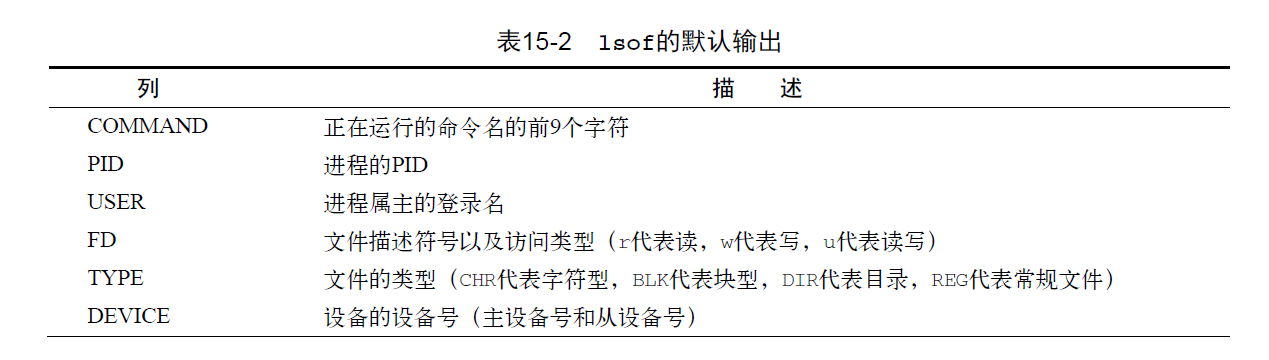 表15-2 lsof的默认输出
列 描 述
COMMAND 正在运行的命令名的前9个字符
PID 进程的PID
USER 进程属主的登录名
FD 文件描述符号以及访问类型（r代表读，w代表写，u代表读写）
TYPE 文件的类型（CHR代表字符型，BLK代表块型，DIR代表目录，REG代表常规文件）
DEVICE 设备的设备号（主设备号和从设备号）